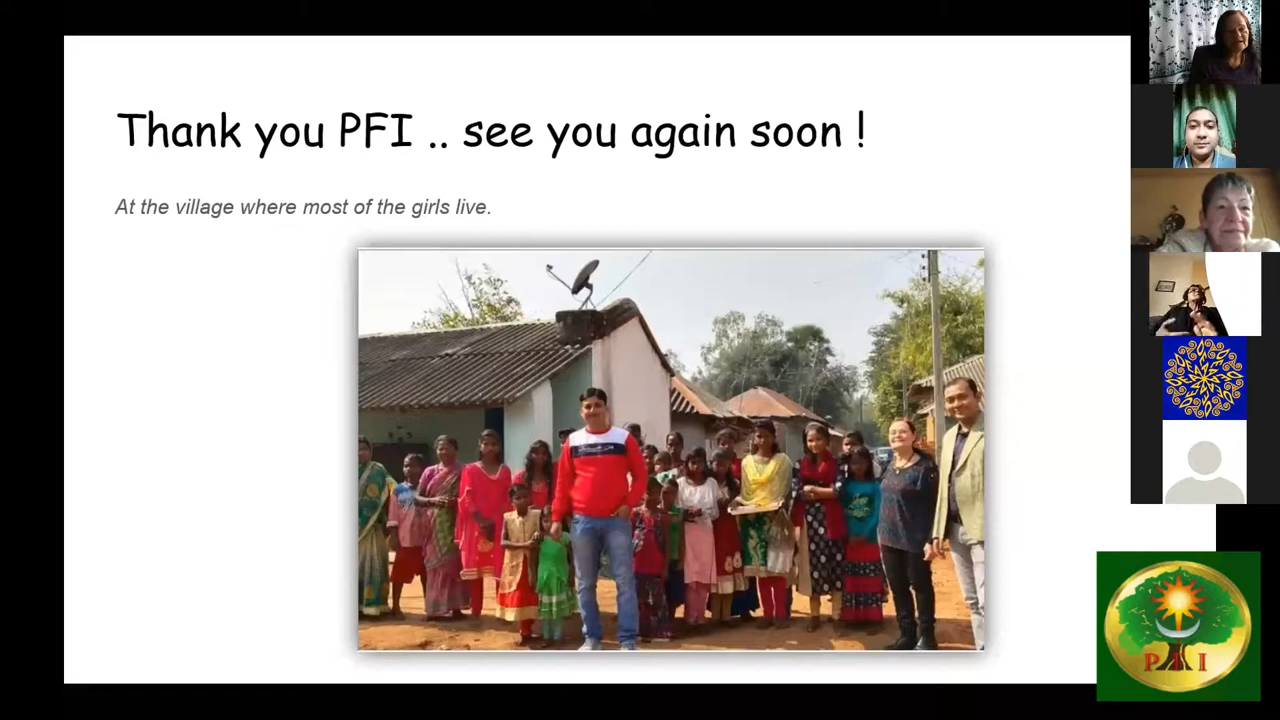 Thank you PFI .. see you again soon !
At the village where most of the girls live.
PFI